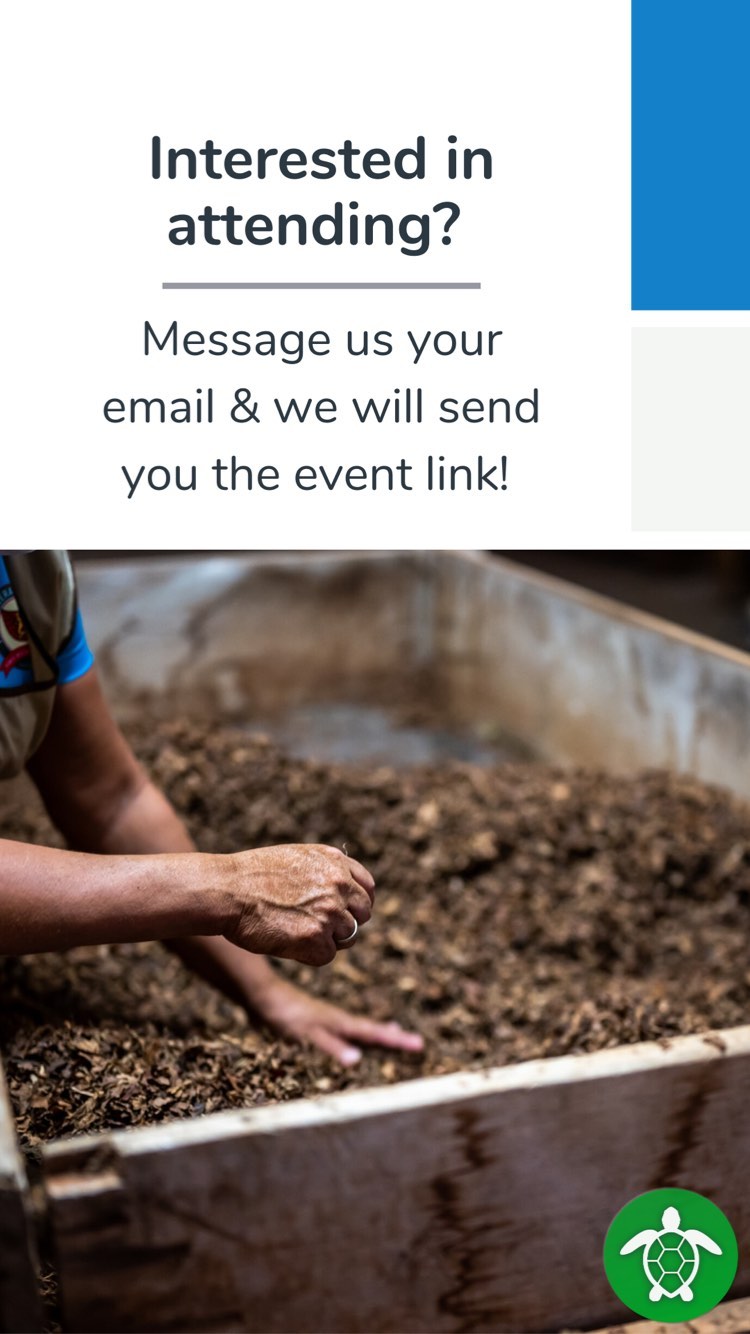 Interested in
attending?
Message us your
email & we will send
you the event link!